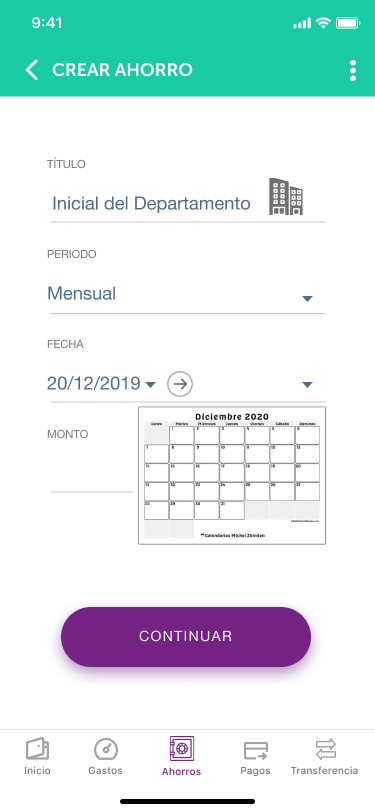 9:41
CREAR AHORRO
TÍTULO
Inicial del Departamento
PERIODO
Mensual
FECHA
20/12/2019
MONTO
Diciembre 2020
Lunes Martes Miércoles Jueves Viernes Sábado Domingo
1 2 3 4 5 6
7 8 9 10 11 12 13
14 15 16 17 18 19 20
21 22 23 24 25 26 27
28 29 30 31
Calendarios Michel Zbinden
CONTINUAR
Inicio Gastos Ahorros Pagos Transferencia